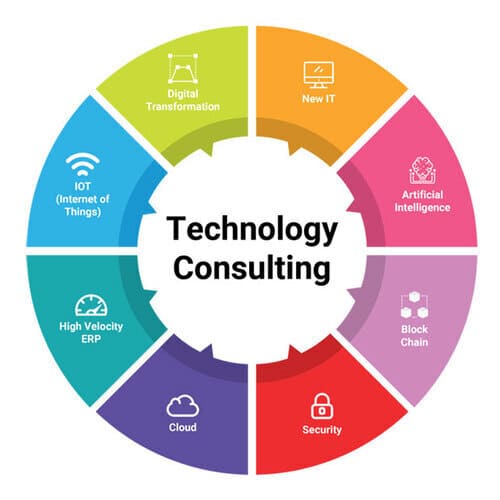 Digital
Transformation
New IT
IOT
(Internet of
Things)
Artificial
Intelligence
Technology
Consulting
High Velocity
ERP
Block
Chain
Cloud
Security